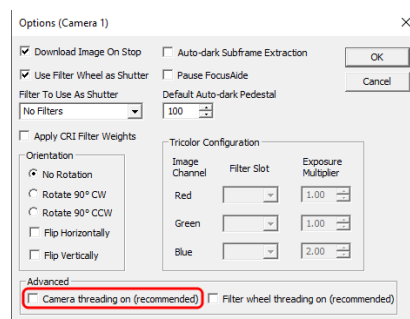 Options (Camera 1)
Download Image On Stop
Auto-dark Subframe Extraction
OK
Use Filter Wheel as Shutter
Pause FocusAide
Cancel
Filter To Use As Shutter
Default Auto-dark Pedestal
No Filters
100
Apply CRI Filter Weights
Tricolor Configuration
Orientation
Image Channel
Filter Slot
Exposure Multiplier
No Rotation
Red
1.00
Rotate 90° CW
Rotate 90° CCW
Green
1.00
Flip Horizontally
Flip Vertically
Blue
2.00
Advanced
Camera threading on (recommended)
Filter wheel threading on (recommended)